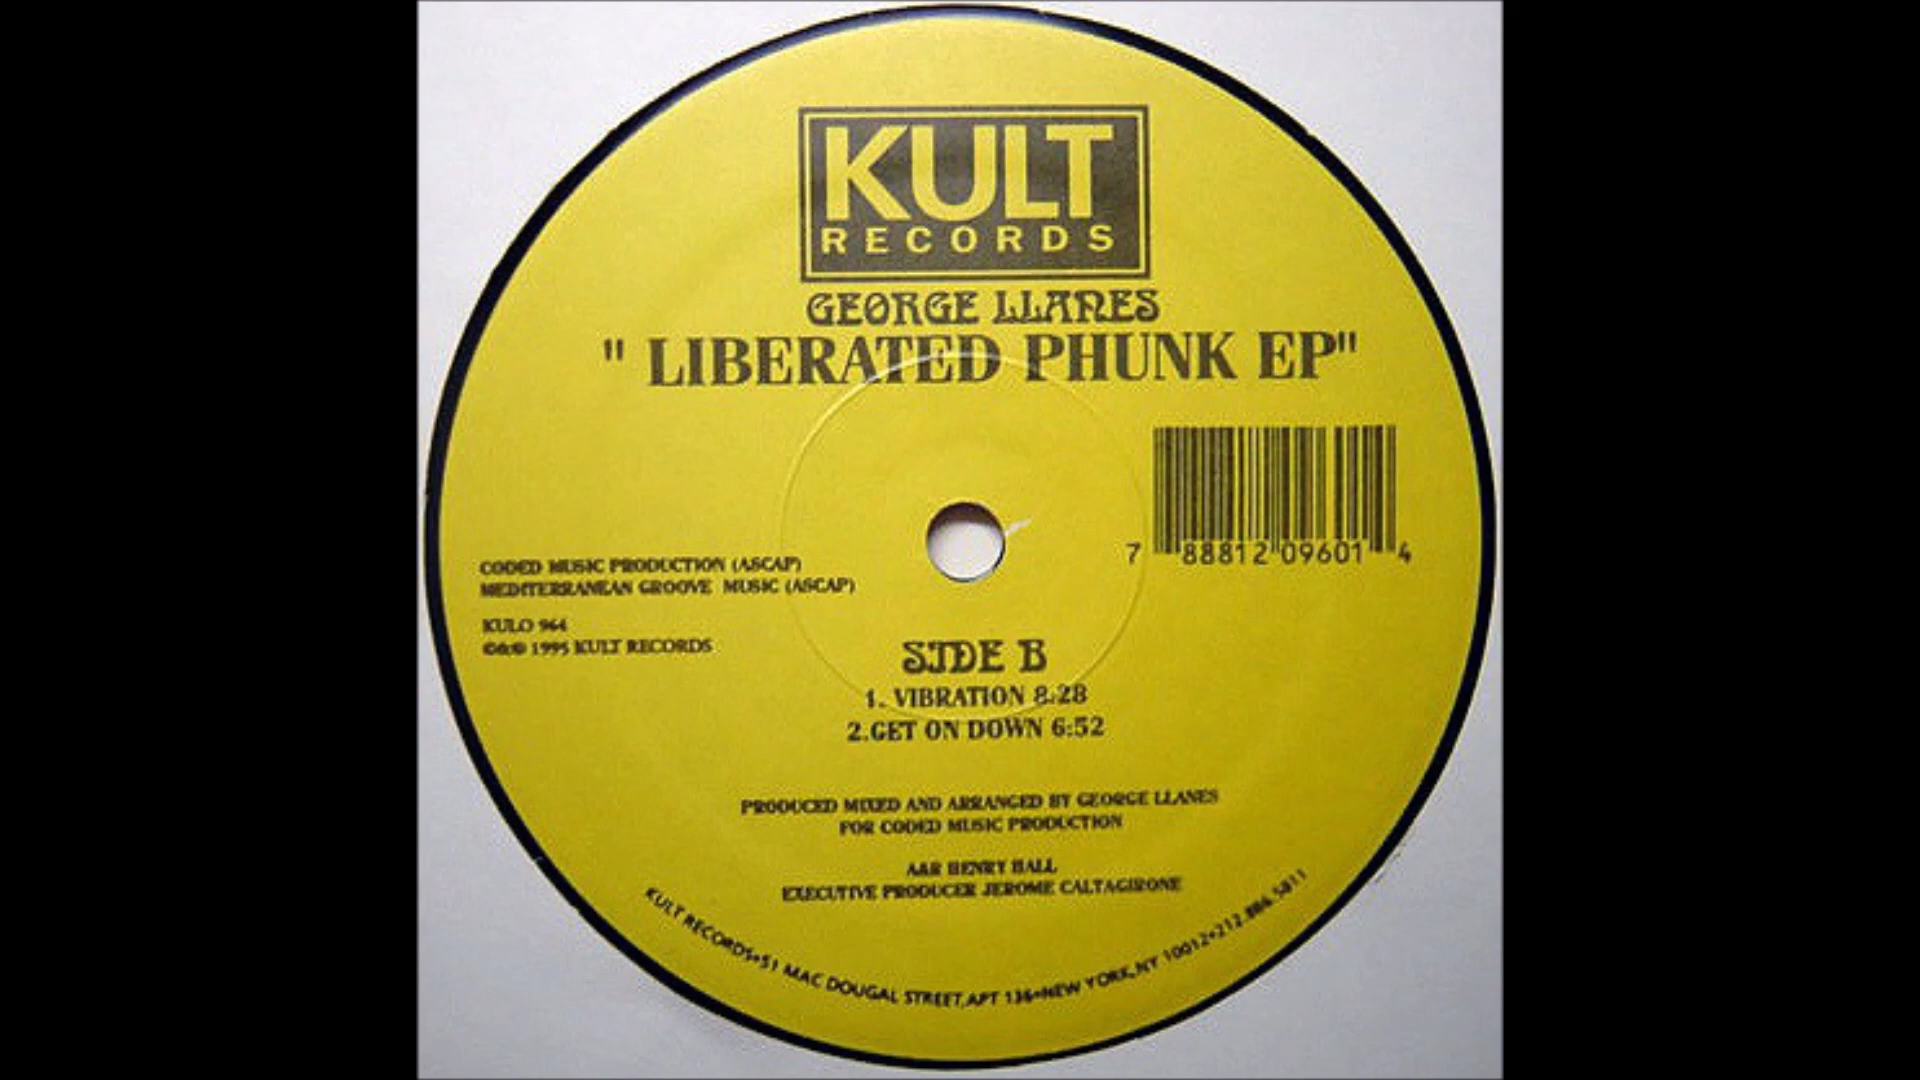 KULT
RECORDS
GEORGE LLANES
" LIBERATED PHUNK EP"
7 88812 09601 4
CODED MUSIC PRODUCTION (ASCAP)
MEDITERRANEAN GROOVE MUSIC (ASCAP)
KULO 964
©&℗ 1995 KULT RECORDS
SIDE B
1. VIBRATION 8:28
2.GET ON DOWN 6:52
PRODUCED MIXED AND ARRANGED BY GEORGE LLANES
FOR CODED MUSIC PRODUCTION
A&R HENRY HALL
EXECUTIVE PRODUCER JEROME CALTAGIRONE
KULT RECORDS•51 MAC DOUGAL STREET,APT 136•NEW YORK,NY 10012•212.886.5811